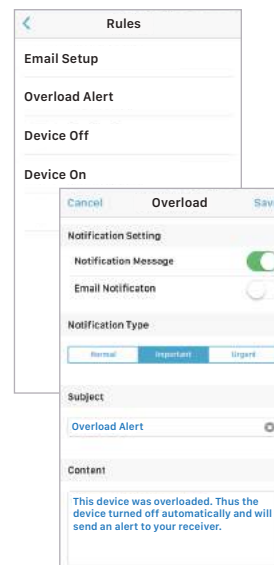 Rules
Email Setup
Overload Alert
Device Off
Device On
Cancel Overload Save
Notification Setting
Notification Message
Email Notificaton
Notification Type
Normal Important Urgent
Subject
Overload Alert
Content
This device was overloaded. Thus the
device turned off automatically and will
send an alert to your receiver.